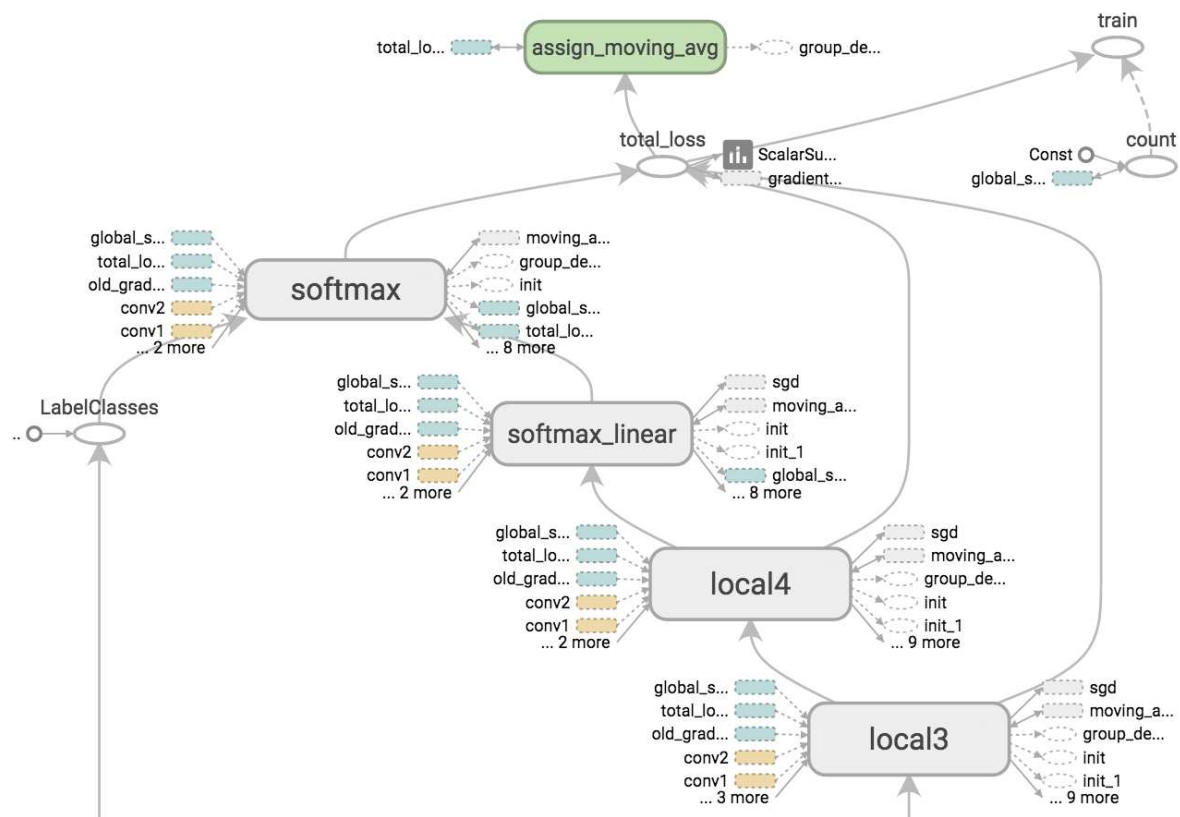 train
total_lo...
assign_moving_avg
group_de...
total_loss
ScalarSu...
gradient...
Const
count
global_s...
global_s...
total_lo...
old_grad...
conv2
conv1
... 2 more
softmax
moving_a...
group_de...
init
global_s...
total_lo...
... 8 more
LabelClasses
..
global_s...
total_lo...
old_grad...
conv2
conv1
... 2 more
softmax_linear
sgd
moving_a...
init
init_1
global_s...
... 8 more
global_s...
total_lo...
old_grad...
conv2
conv1
... 2 more
local4
sgd
moving_a...
group_de...
init
init_1
... 9 more
global_s...
total_lo...
old_grad...
conv2
conv1
... 3 more
local3
sgd
moving_a...
group_de...
init
init_1
... 9 more